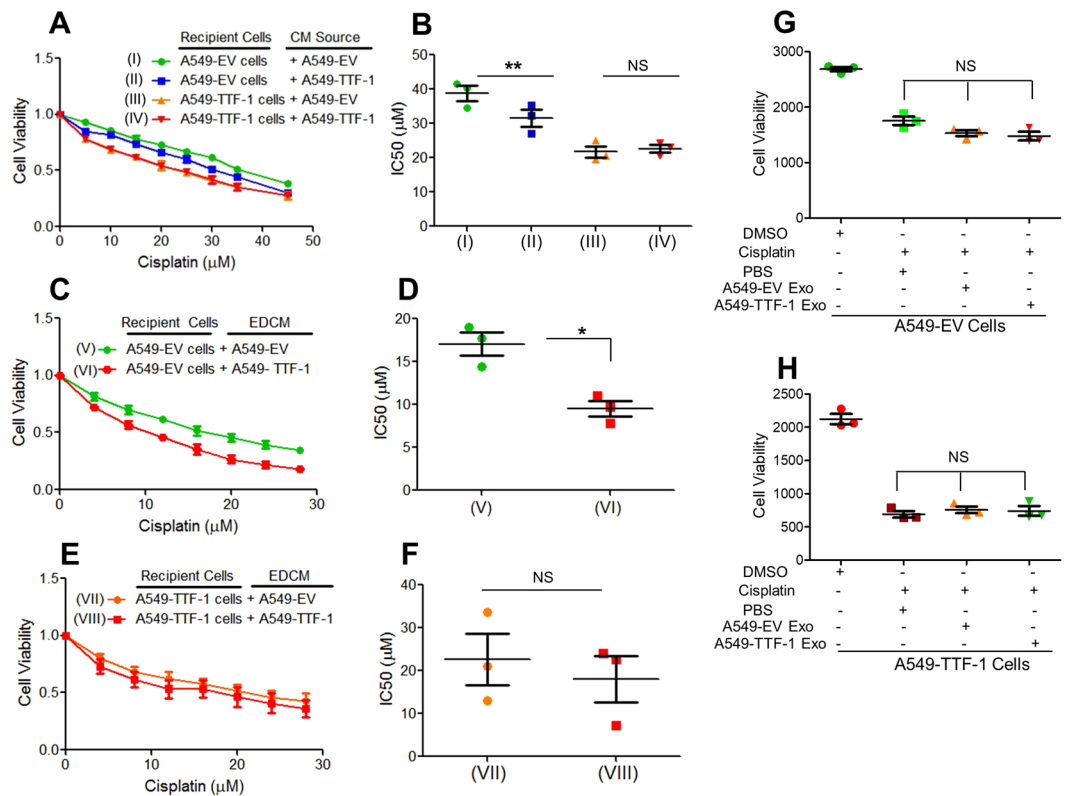 A
Recipient Cells CM Source
(I) A549-EV cells + A549-EV
(II) A549-EV cells + A549-TTF-1
(III) A549-TTF-1 cells + A549-EV
(IV) A549-TTF-1 cells + A549-TTF-1
Cell Viability
1.5
1.0
0.5
0.0
0 10 20 30 40 50
Cisplatin (μM)
B
IC50 (μM)
50
40
30
20
10
0
** NS
(I) (II) (III) (IV)
C
Recipient Cells EDCM
(V) A549-EV cells + A549-EV
(VI) A549-EV cells + A549- TTF-1
Cell Viability
1.5
1.0
0.5
0.0
0 10 20 30
Cisplatin (μM)
D
IC50 (μM)
20
15
10
5
0
*
(V) (VI)
E
Recipient Cells EDCM
(VII) A549-TTF-1 cells + A549-EV
(VIII) A549-TTF-1 cells + A549-TTF-1
Cell Viability
1.5
1.0
0.5
0.0
0 10 20 30
Cisplatin (μM)
F
IC50 (μM)
40
30
20
10
0
NS
(VII) (VIII)
G
Cell Viability
3000
2000
1000
0
NS
DMSO + - - -
Cisplatin - + + +
PBS - + - -
A549-EV Exo - - + -
A549-TTF-1 Exo - - - +
A549-EV Cells
H
Cell Viability
2500
2000
1500
1000
500
0
NS
DMSO + - - -
Cisplatin - + + +
PBS - + - -
A549-EV Exo - - + -
A549-TTF-1 Exo - - - +
A549-TTF-1 Cells